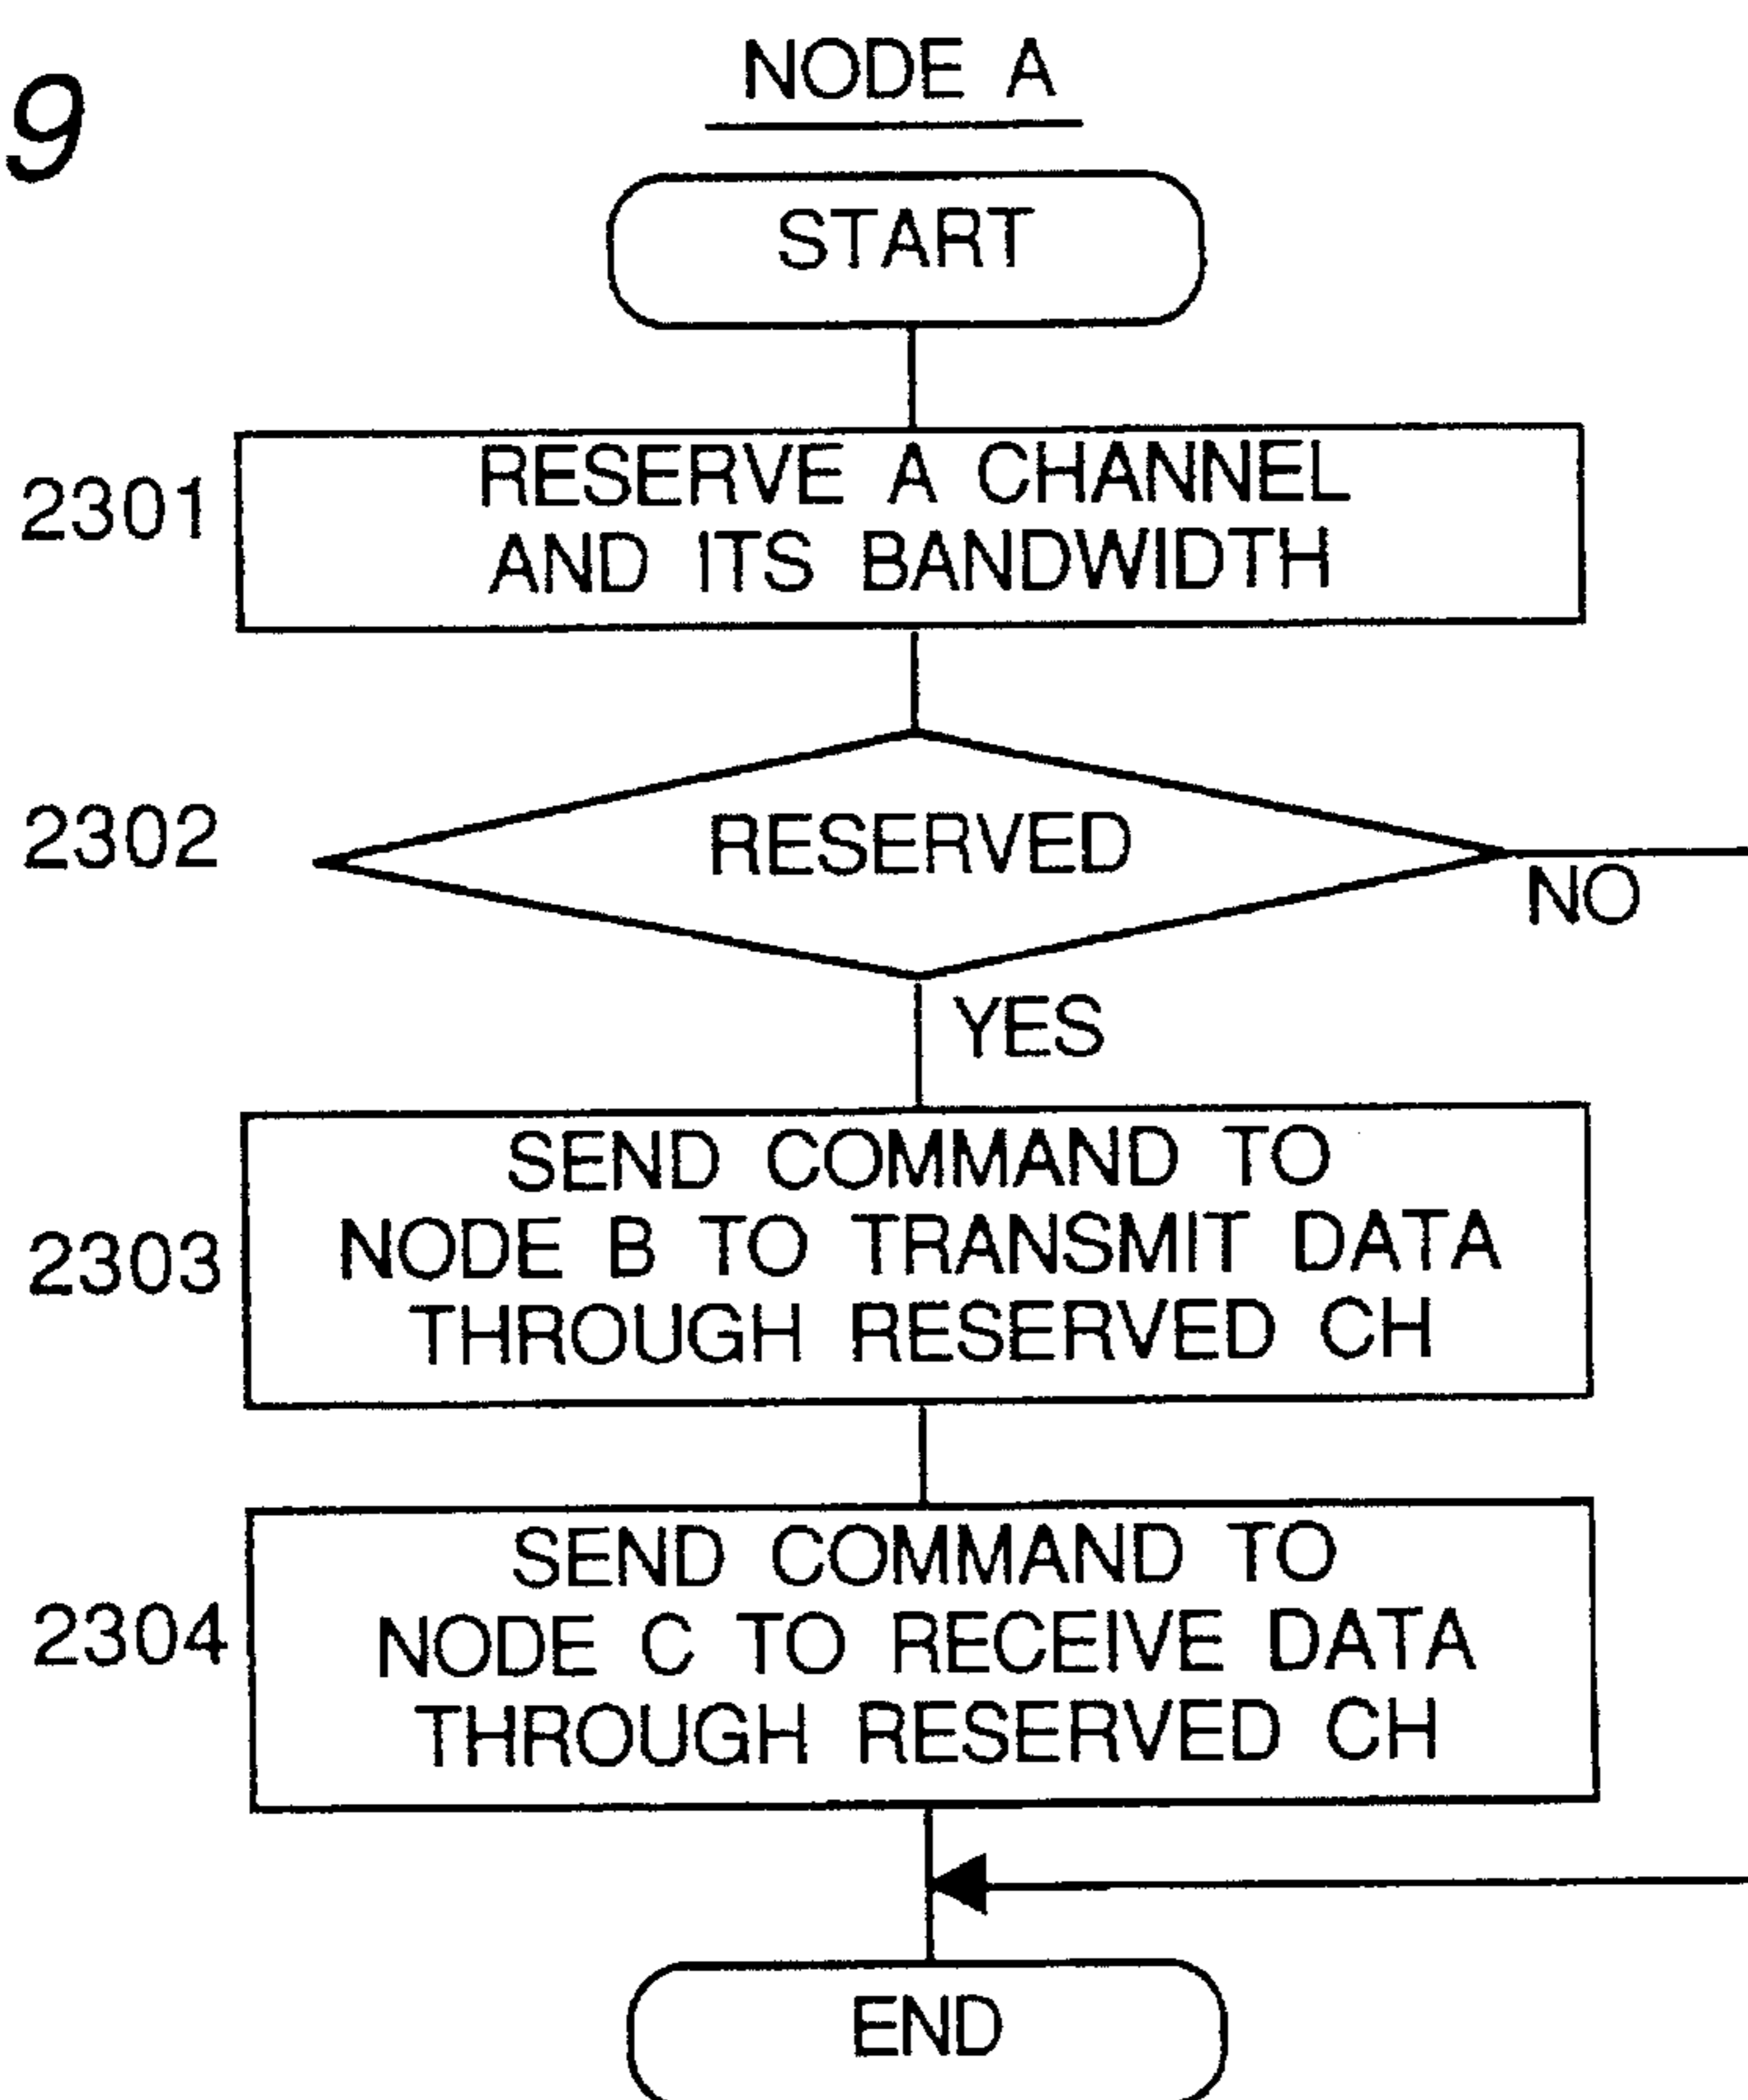 9
NODE A
START
2301
RESERVE A CHANNEL
AND ITS BANDWIDTH
2302
RESERVED
NO
YES
2303
SEND COMMAND TO
NODE B TO TRANSMIT DATA
THROUGH RESERVED CH
2304
SEND COMMAND TO
NODE C TO RECEIVE DATA
THROUGH RESERVED CH
END